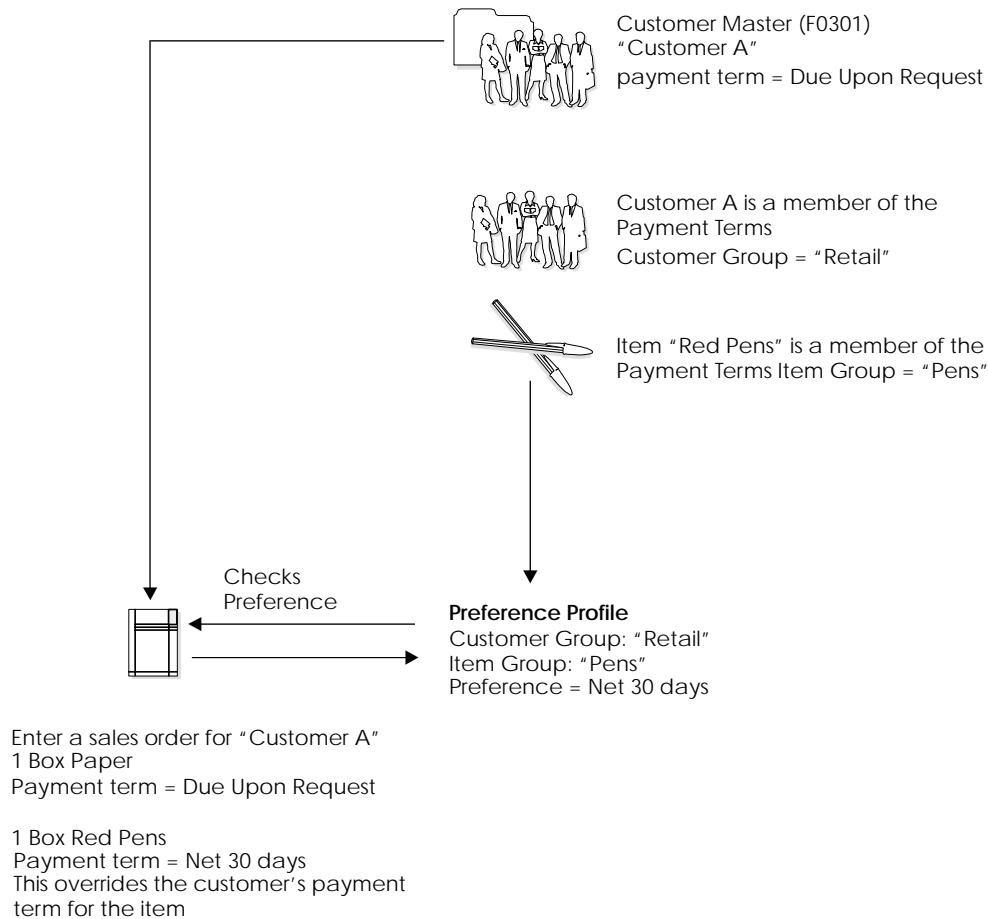 Customer Master (F0301)
"Customer A"
payment term = Due Upon Request
Customer A is a member of the
Payment Terms
Customer Group = "Retail"
Item "Red Pens" is a member of the
Payment Terms Item Group = "Pens"
Checks
Preference
Preference Profile
Customer Group: "Retail"
Item Group: "Pens"
Preference = Net 30 days
Enter a sales order for "Customer A"
1 Box Paper
Payment term = Due Upon Request
1 Box Red Pens
Payment term = Net 30 days
This overrides the customer's payment
term for the item